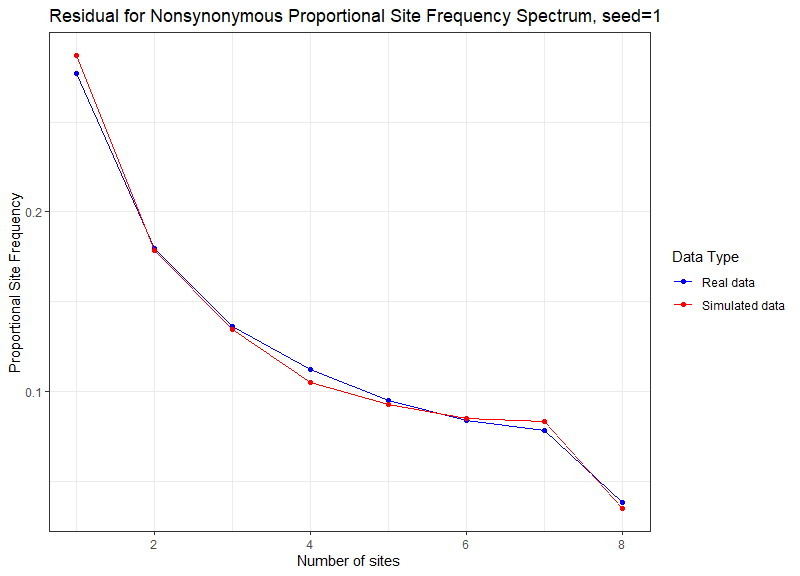 Residual for Nonsynonymous Proportional Site Frequency Spectrum, seed=1
Proportional Site Frequency
0.2
0.1
2
4
6
8
Number of sites
Data Type
Real data
Simulated data